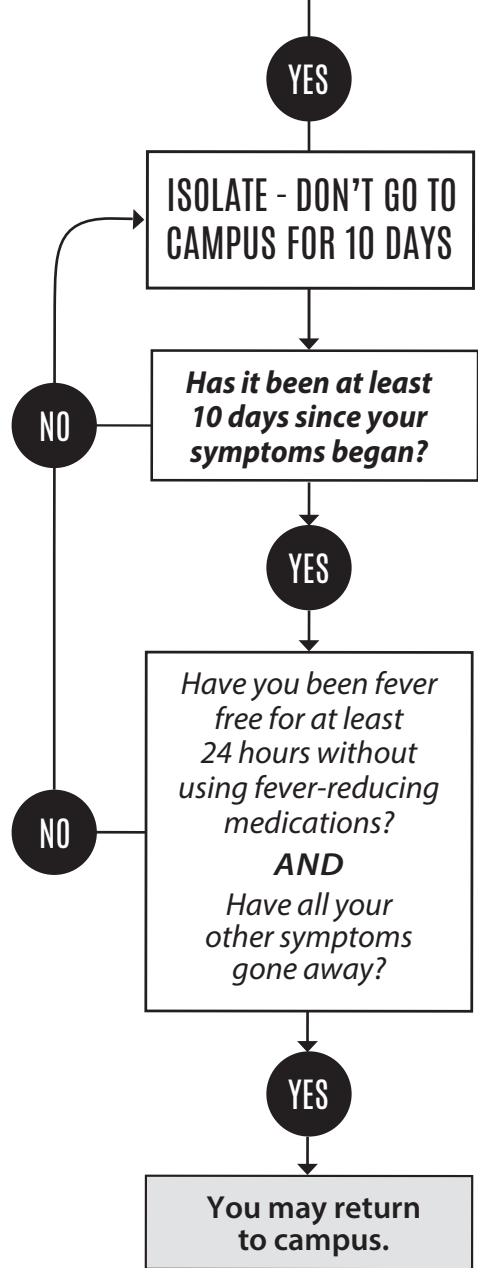 YES
ISOLATE - DON'T GO TO
CAMPUS FOR 10 DAYS
Has it been at least
10 days since your
symptoms began?
NO
YES
Have you been fever
free for at least
24 hours without
using fever-reducing
medications?
AND
Have all your
other symptoms
gone away?
NO
YES
You may return
to campus.